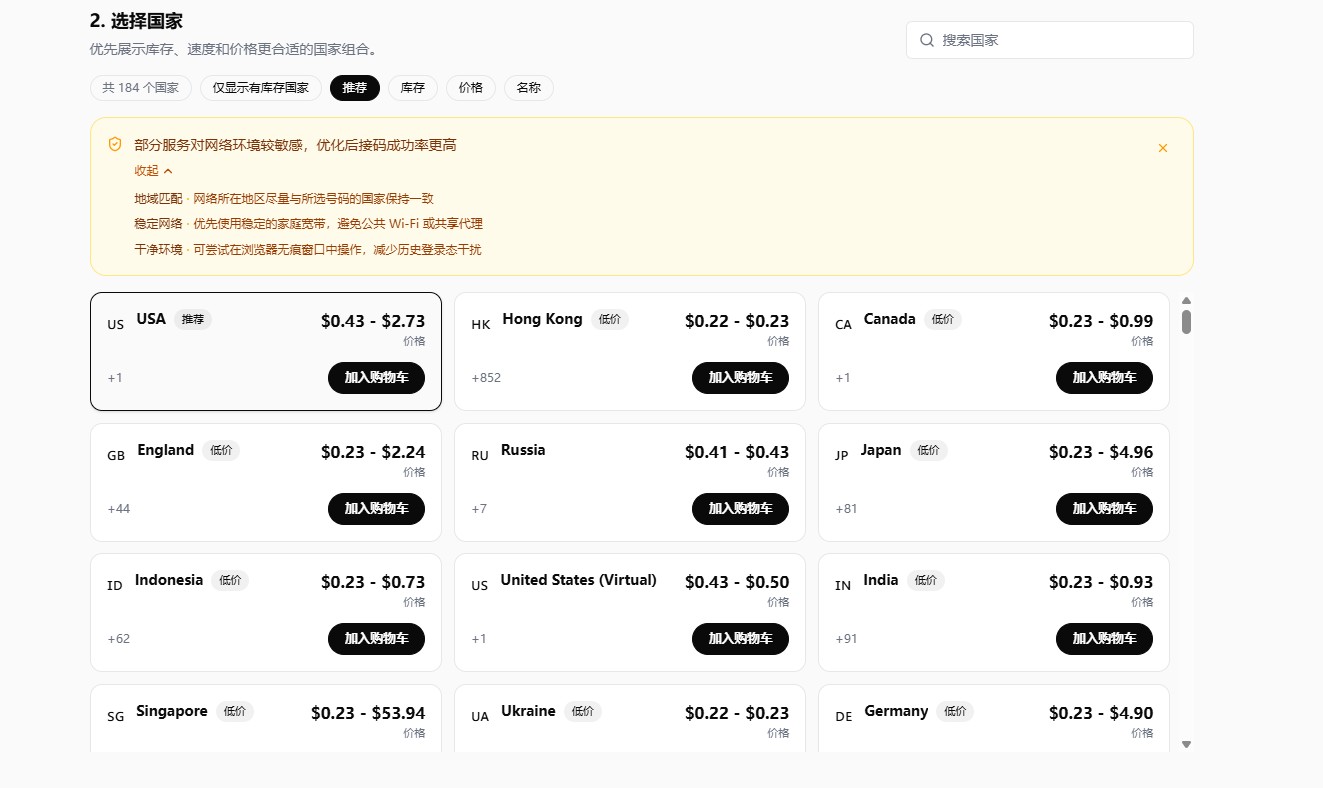 2. 选择国家
优先展示库存、速度和价格更合适的国家组合。
搜索国家
共 184 个国家 仅显示有库存国家 推荐 库存 价格 名称
部分服务对网络环境较敏感，优化后接码成功率更高
收起
地域匹配 · 网络所在地区尽量与所选号码的国家保持一致
稳定网络 · 优先使用稳定的家庭宽带，避免公共 Wi-Fi 或共享代理
干净环境 · 可尝试在浏览器无痕窗口中操作，减少历史登录态干扰
US USA 推荐 $0.43 - $2.73
价格
+1 加入购物车
HK Hong Kong 低价 $0.22 - $0.23
价格
+852 加入购物车
CA Canada 低价 $0.23 - $0.99
价格
+1 加入购物车
GB England 低价 $0.23 - $2.24
价格
+44 加入购物车
RU Russia $0.41 - $0.43
价格
+7 加入购物车
JP Japan 低价 $0.23 - $4.96
价格
+81 加入购物车
ID Indonesia 低价 $0.23 - $0.73
价格
+62 加入购物车
US United States (Virtual) $0.43 - $0.50
价格
+1 加入购物车
IN India 低价 $0.23 - $0.93
价格
+91 加入购物车
SG Singapore 低价 $0.23 - $53.94
价格
UA Ukraine 低价 $0.22 - $0.23
价格
DE Germany 低价 $0.23 - $4.90
价格